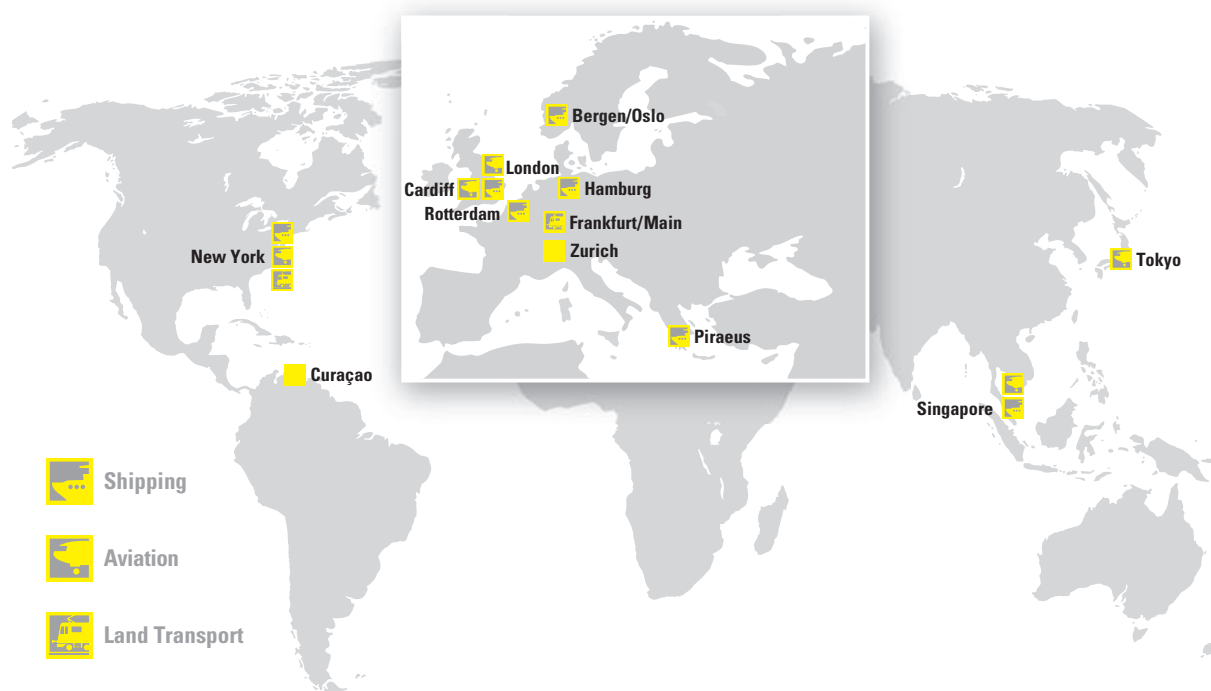 Bergen/Oslo
London
Cardiff
Hamburg
Rotterdam
Frankfurt/Main
New York
Zurich
Tokyo
Piraeus
Curaçao
Singapore
Shipping
Aviation
Land Transport